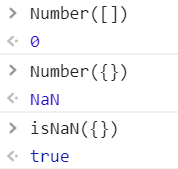 > Number([])
< 0
> Number({})
< NaN
> isNaN({})
< true